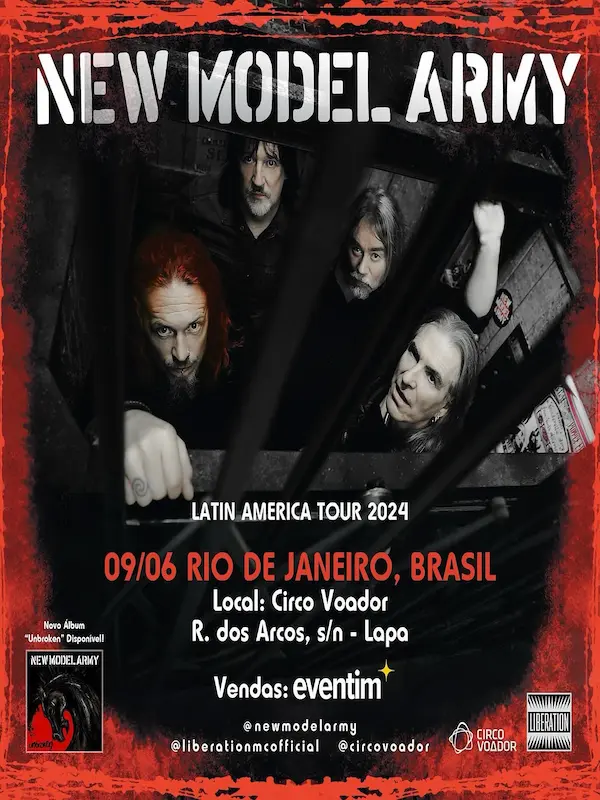 NEW MODEL ARMY
LATIN AMERICA TOUR 2024
09/06 RIO DE JANEIRO, BRASIL
Local: Circo Voador
R. dos Arcos, s/n - Lapa
Novo Álbum
"Unbroken" Disponível!
NEW MODEL ARMY
Vendas: eventim
@newmodelarmy
@liberationmcofficial @circovoador
CIRCO
VOADOR
LIBERATION